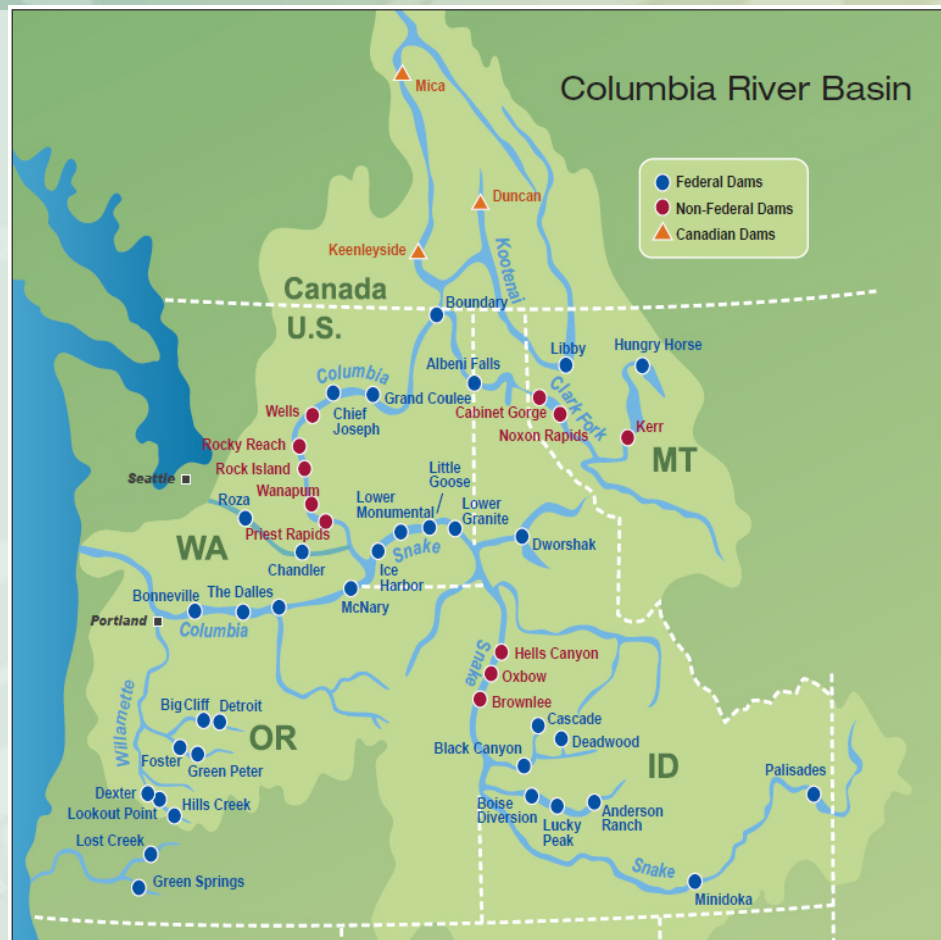 Columbia River Basin
Federal Dams
Non-Federal Dams
Canadian Dams
Mica
Duncan
Keenleyside
Kootenai
Canada
U.S.
Boundary
Libby
Hungry Horse
Albeni Falls
Columbia
Grand Coulee
Chief
Joseph
Wells
Cabinet Gorge
Clark Fork
Noxon Rapids
Kerr
MT
Rocky Reach
Rock Island
Seattle
Wanapum
Roza
Priest Rapids
Little
Goose
Lower
Monumental
Lower
Granite
Snake
Dworshak
WA
Chandler
Ice
Harbor
McNary
Bonneville
The Dalles
Portland
Columbia
Snake
Hells Canyon
Oxbow
Brownlee
Willamette
Big Cliff
Detroit
OR
Foster
Green Peter
Cascade
Deadwood
Black Canyon
ID
Palisades
Dexter
Lookout Point
Hills Creek
Boise
Diversion
Lucky
Peak
Anderson
Ranch
Lost Creek
Green Springs
Snake
Minidoka